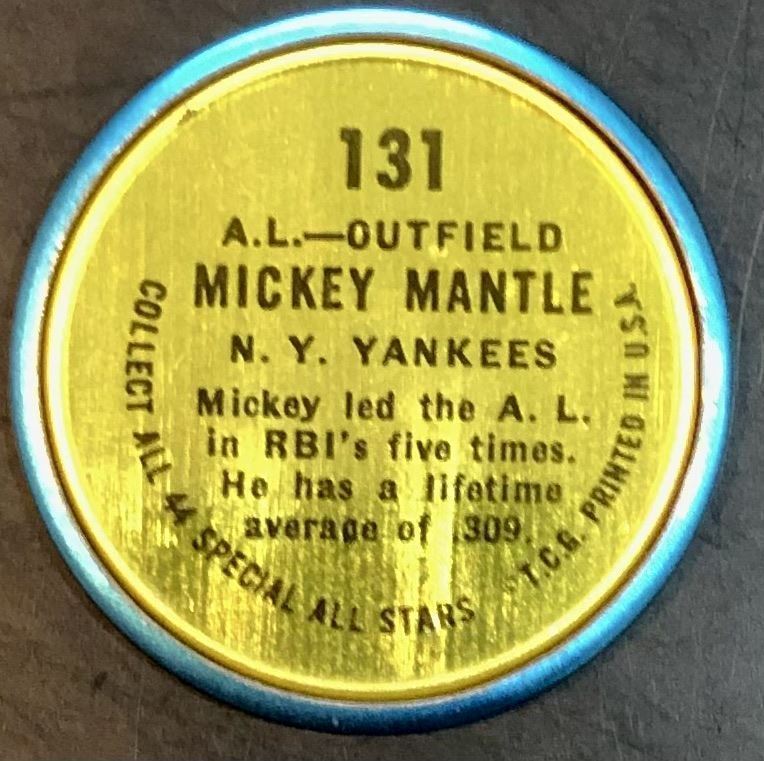 131
A.L.—OUTFIELD
MICKEY MANTLE
N. Y. YANKEES
Mickey led the A. L.
in RBI's five times.
He has a lifetime
average of .309.
COLLECT ALL 44 SPECIAL ALL STARS
T.C.G. PRINTED IN U.S.A.